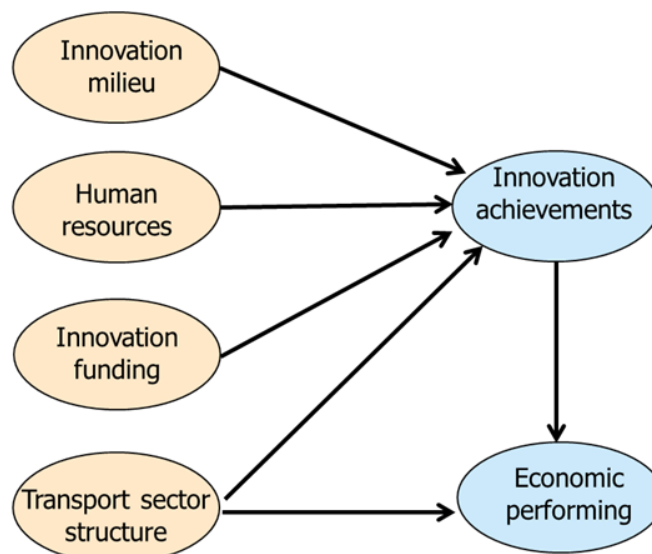 Innovation
milieu
Human
resources
Innovation
funding
Transport sector
structure
Innovation
achievements
Economic
performing